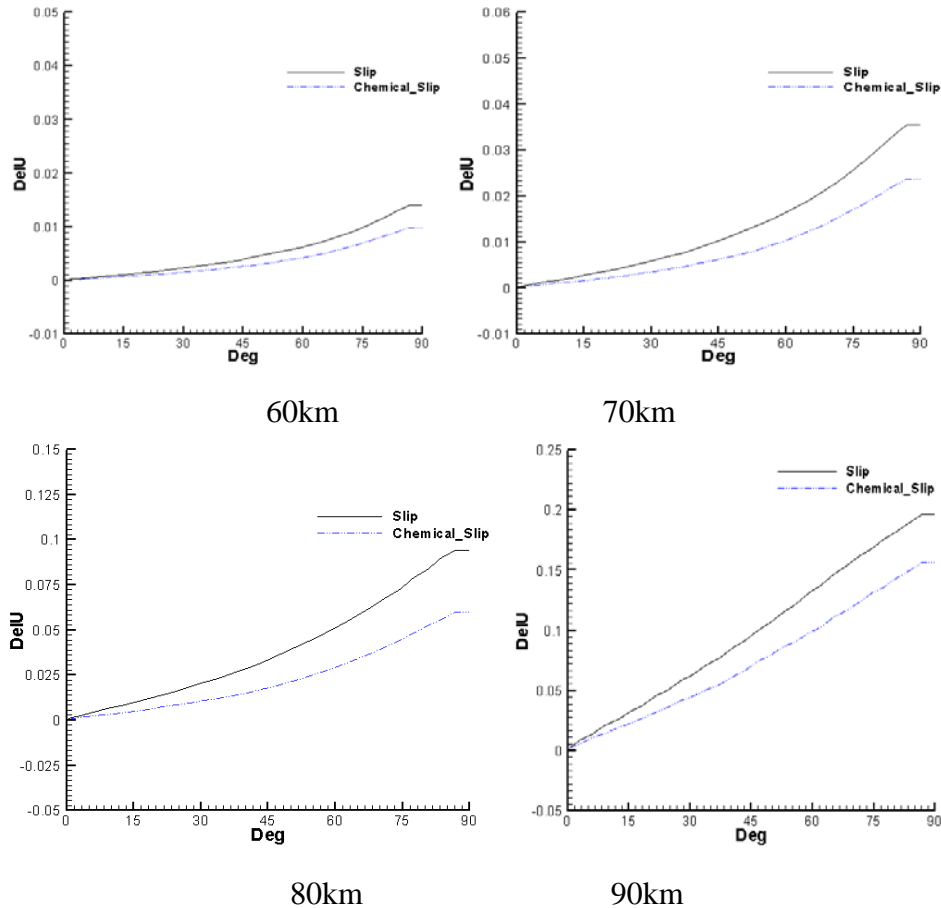 0.05
0.04
0.03
0.02
0.01
0
-0.01
DelU
Slip
Chemical_Slip
0 15 30 45 60 75 90
Deg
60km
0.06
0.05
0.04
0.03
0.02
0.01
0
-0.01
DelU
Slip
Chemical_Slip
0 15 30 45 60 75 90
Deg
70km
0.15
0.125
0.1
0.075
0.05
0.025
0
-0.025
-0.05
DelU
Slip
Chemical_Slip
0 15 30 45 60 75 90
Deg
80km
0.25
0.2
0.15
0.1
0.05
0
-0.05
DelU
Slip
Chemical_Slip
0 15 30 45 60 75 90
Deg
90km